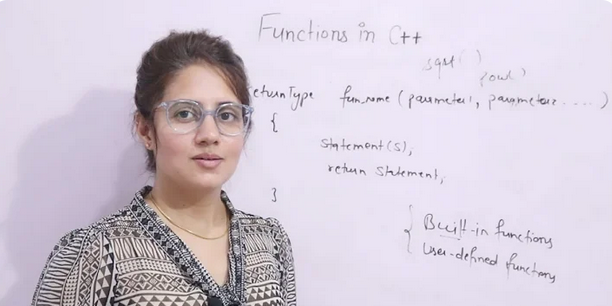 Functions in C++
sqrt( )
pow( )
eturnType fun_name (parameter1, parameter2 .....)
{
statement(s);
return statement;
}
{ Built-in functions
User-defined functions